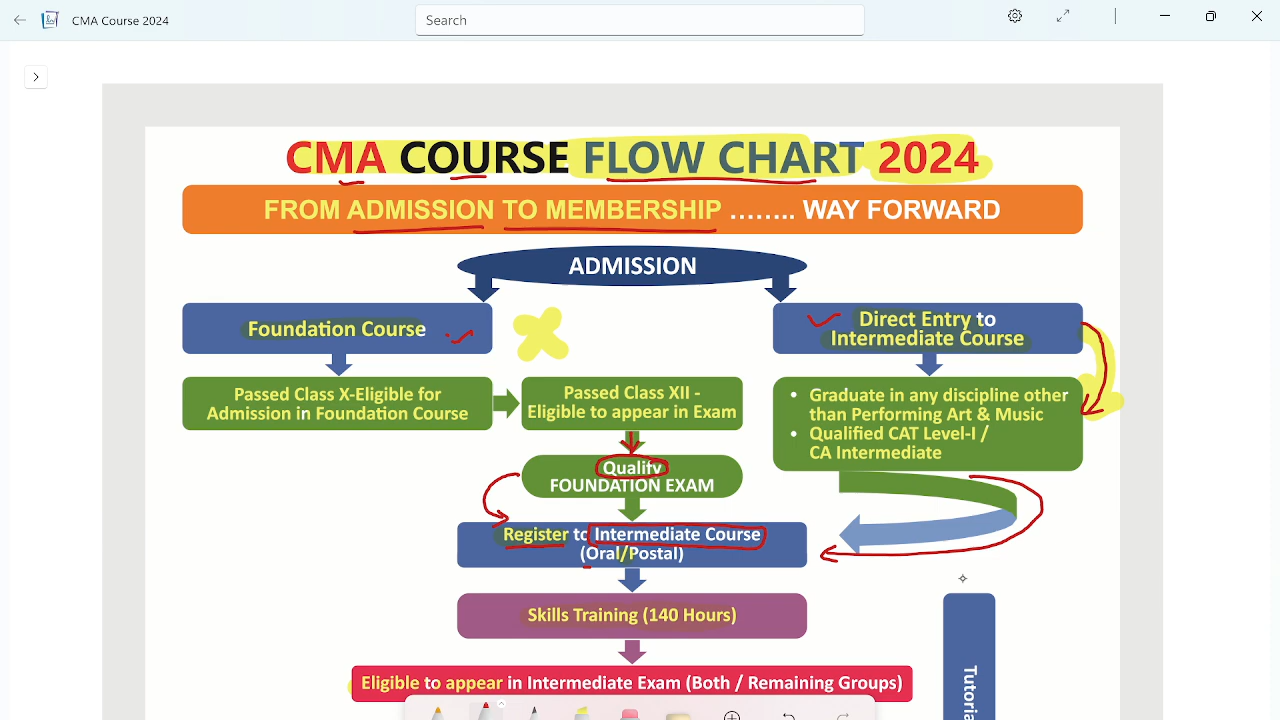 CMA Course 2024
Search
CMA COURSE FLOW CHART 2024
FROM ADMISSION TO MEMBERSHIP …….. WAY FORWARD
ADMISSION
Foundation Course
Direct Entry to
Intermediate Course
Passed Class X-Eligible for
Admission in Foundation Course
Passed Class XII -
Eligible to appear in Exam
• Graduate in any discipline other
than Performing Art & Music
• Qualified CAT Level-I /
CA Intermediate
Qualify
FOUNDATION EXAM
Register to Intermediate Course
(Oral/Postal)
Skills Training (140 Hours)
Eligible to appear in Intermediate Exam (Both / Remaining Groups)